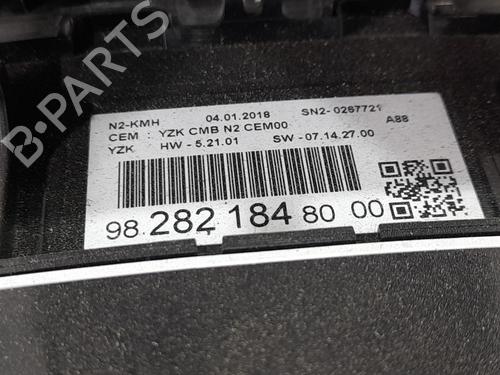 N2-KMH 04.01.2018 SN2- 0267721
CEM : YZK CMB N2 CEM00 A88
YZK HW - 5.21.01 SW - 07.14.27.00
98 282 184 80 00
B-PARTS